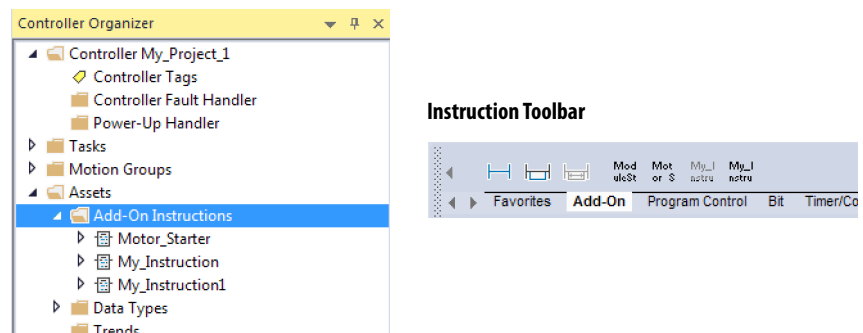 Controller Organizer
Controller My_Project_1
Controller Tags
Controller Fault Handler
Power-Up Handler
Tasks
Motion Groups
Assets
Add-On Instructions
Motor_Starter
My_Instruction
My_Instruction1
Data Types
Trends
Instruction Toolbar
Mod Mot My_I My_I
uleSt or S nstru nstru
Favorites Add-On Program Control Bit Timer/Co